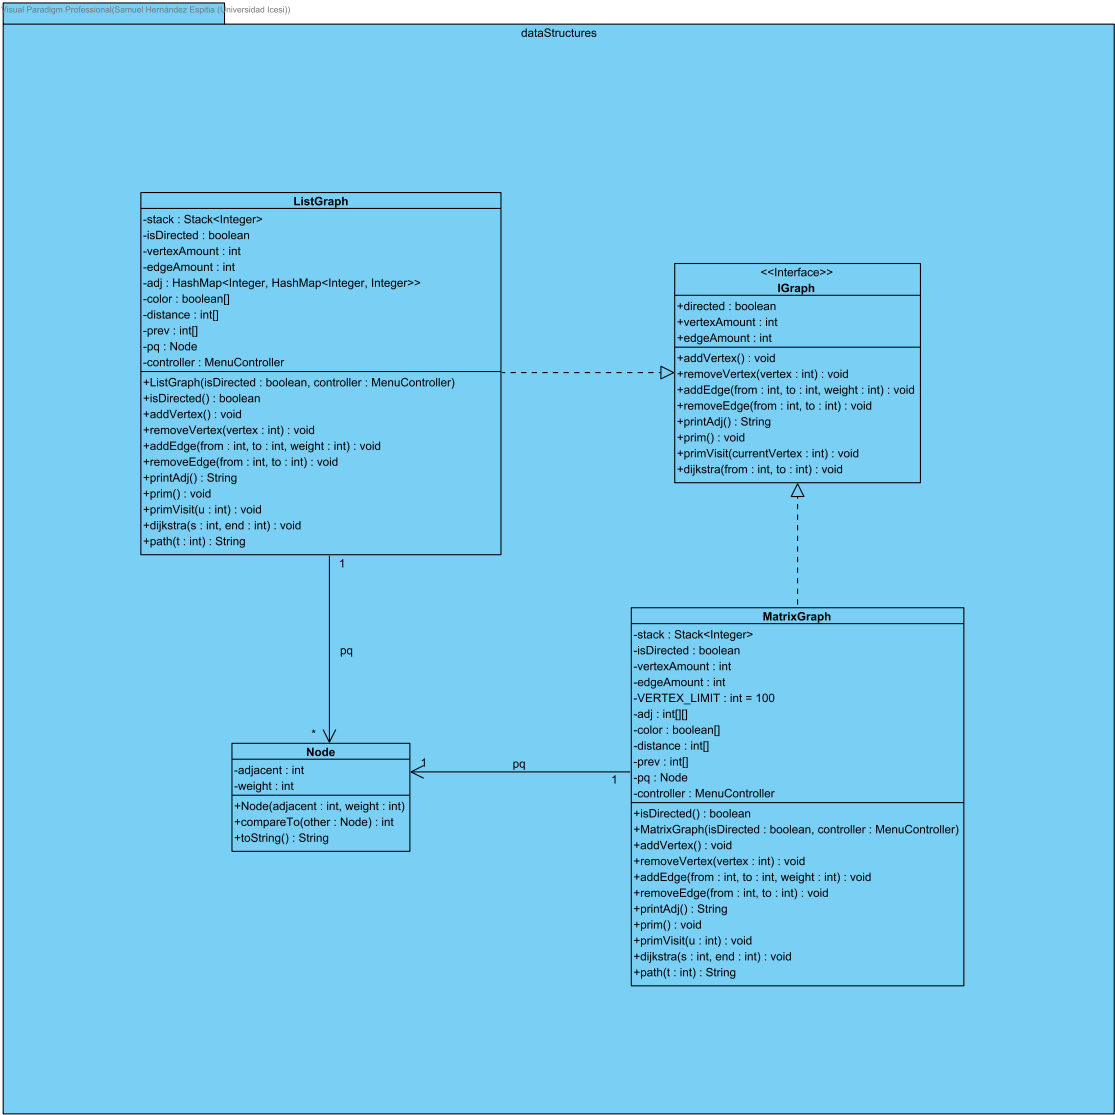 Visual Paradigm Professional(Samuel Hernández Espitia (Universidad Icesi))
dataStructures
ListGraph
-stack : Stack<Integer>
-isDirected : boolean
-vertexAmount : int
-edgeAmount : int
-adj : HashMap<Integer, HashMap<Integer, Integer>>
-color : boolean[]
-distance : int[]
-prev : int[]
-pq : Node
-controller : MenuController
+ListGraph(isDirected : boolean, controller : MenuController)
+isDirected() : boolean
+addVertex() : void
+removeVertex(vertex : int) : void
+addEdge(from : int, to : int, weight : int) : void
+removeEdge(from : int, to : int) : void
+printAdj() : String
+prim() : void
+primVisit(u : int) : void
+dijkstra(s : int, end : int) : void
+path(t : int) : String
<<Interface>>
IGraph
+directed : boolean
+vertexAmount : int
+edgeAmount : int
+addVertex() : void
+removeVertex(vertex : int) : void
+addEdge(from : int, to : int, weight : int) : void
+removeEdge(from : int, to : int) : void
+printAdj() : String
+prim() : void
+primVisit(currentVertex : int) : void
+dijkstra(from : int, to : int) : void
1
pq
*
Node
-adjacent : int
-weight : int
+Node(adjacent : int, weight : int)
+compareTo(other : Node) : int
+toString() : String
1
pq
1
MatrixGraph
-stack : Stack<Integer>
-isDirected : boolean
-vertexAmount : int
-edgeAmount : int
-VERTEX_LIMIT : int = 100
-adj : int[][]
-color : boolean[]
-distance : int[]
-prev : int[]
-pq : Node
-controller : MenuController
+isDirected() : boolean
+MatrixGraph(isDirected : boolean, controller : MenuController)
+addVertex() : void
+removeVertex(vertex : int) : void
+addEdge(from : int, to : int, weight : int) : void
+removeEdge(from : int, to : int) : void
+printAdj() : String
+prim() : void
+primVisit(u : int) : void
+dijkstra(s : int, end : int) : void
+path(t : int) : String